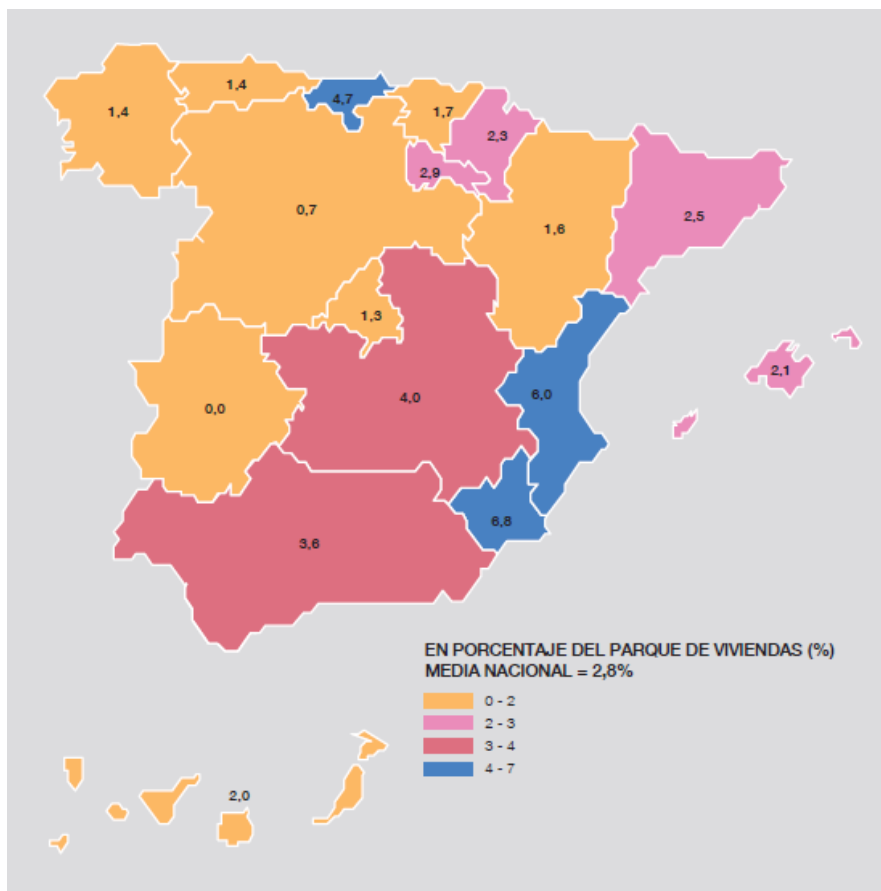 1,4
1,4
4,7
1,7
2,3
2,9
0,7
1,6
2,5
1,3
2,1
6,0
4,0
0,0
6,8
3,6
EN PORCENTAJE DEL PARQUE DE VIVIENDAS (%)
MEDIA NACIONAL = 2,8%
0 - 2
2 - 3
3 - 4
4 - 7
2,0